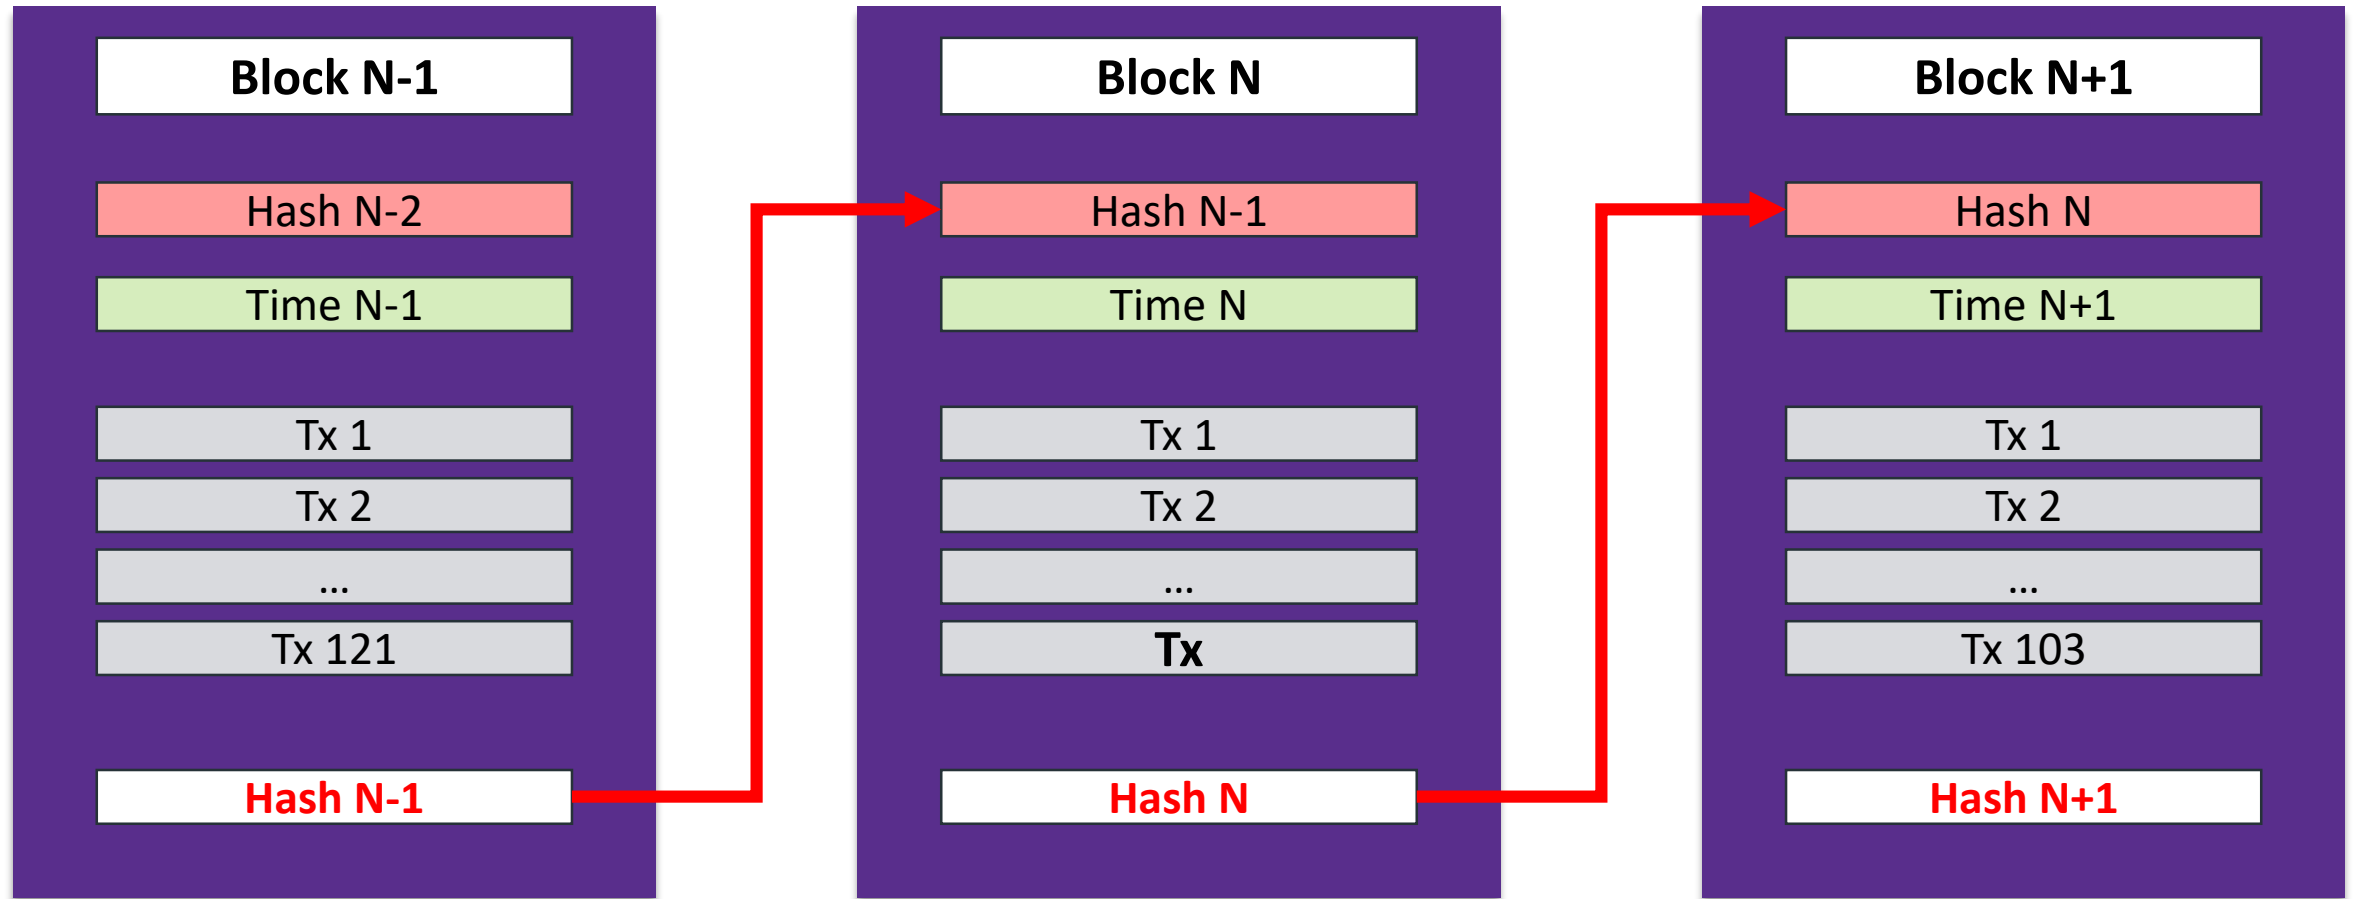 Block N-1
Hash N-2
Time N-1
Tx 1
Tx 2
...
Tx 121
Hash N-1
Block N
Hash N-1
Time N
Tx 1
Tx 2
...
Tx
Hash N
Block N+1
Hash N
Time N+1
Tx 1
Tx 2
...
Tx 103
Hash N+1